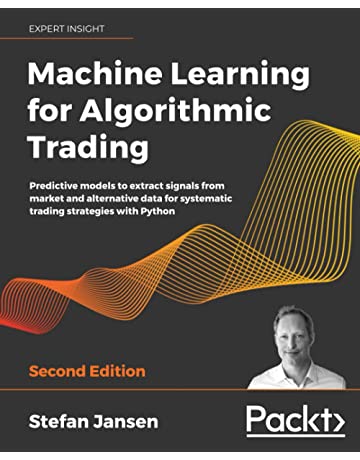 EXPERT INSIGHT
Machine Learning
for Algorithmic
Trading
Predictive models to extract signals from
market and alternative data for systematic
trading strategies with Python
Second Edition
Stefan Jansen
Packt>